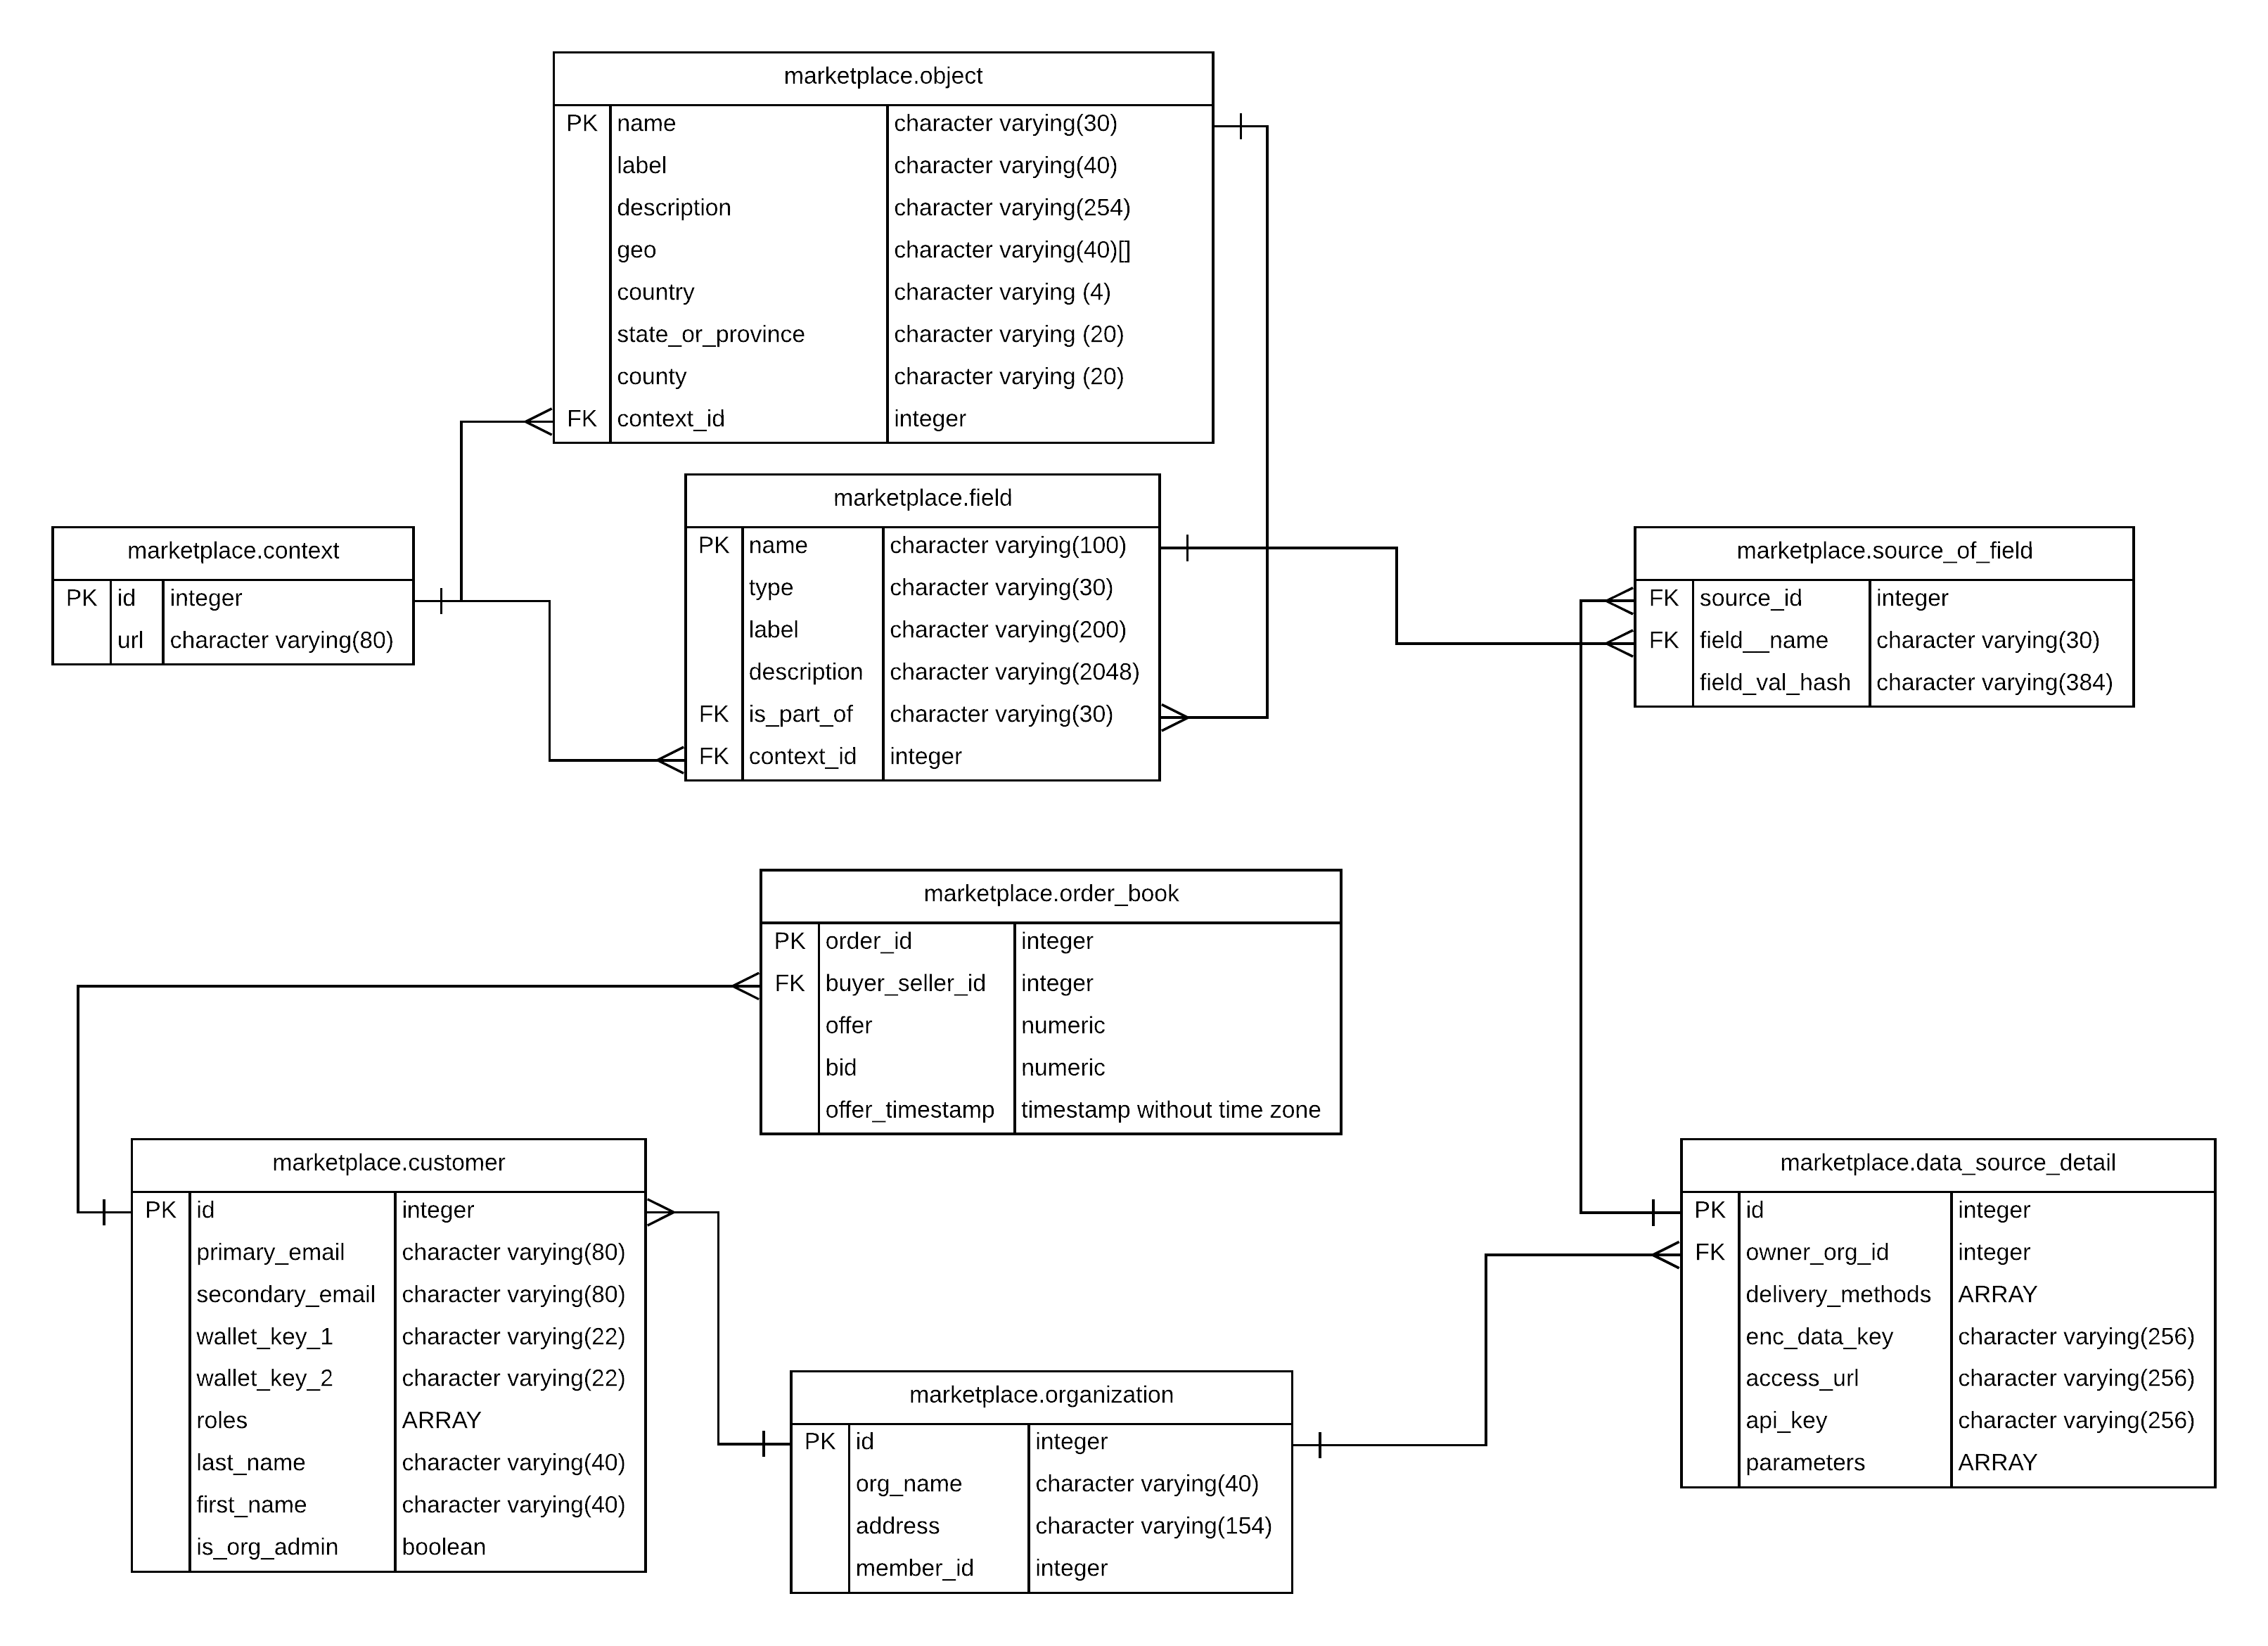 marketplace.object
PK name character varying(30)
label character varying(40)
description character varying(254)
geo character varying(40)[]
country character varying (4)
state_or_province character varying (20)
county character varying (20)
FK context_id integer
marketplace.field
PK name character varying(100)
type character varying(30)
label character varying(200)
description character varying(2048)
FK is_part_of character varying(30)
FK context_id integer
marketplace.context
PK id integer
url character varying(80)
marketplace.source_of_field
FK source_id integer
FK field__name character varying(30)
field_val_hash character varying(384)
marketplace.order_book
PK order_id integer
FK buyer_seller_id integer
offer numeric
bid numeric
offer_timestamp timestamp without time zone
marketplace.customer
PK id integer
primary_email character varying(80)
secondary_email character varying(80)
wallet_key_1 character varying(22)
wallet_key_2 character varying(22)
roles ARRAY
last_name character varying(40)
first_name character varying(40)
is_org_admin boolean
marketplace.organization
PK id integer
org_name character varying(40)
address character varying(154)
member_id integer
marketplace.data_source_detail
PK id integer
FK owner_org_id integer
delivery_methods ARRAY
enc_data_key character varying(256)
access_url character varying(256)
api_key character varying(256)
parameters ARRAY